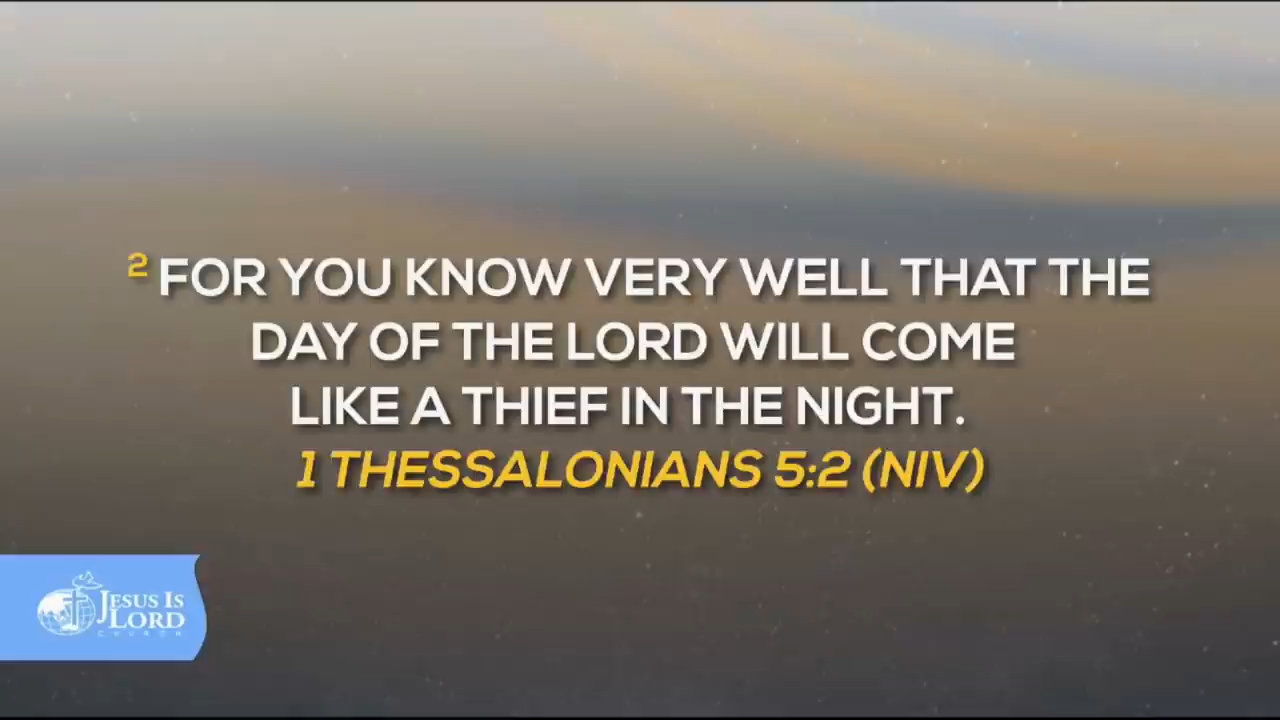 2 FOR YOU KNOW VERY WELL THAT THE
DAY OF THE LORD WILL COME
LIKE A THIEF IN THE NIGHT.
1 THESSALONIANS 5:2 (NIV)
JESUS IS
LORD
CHURCH